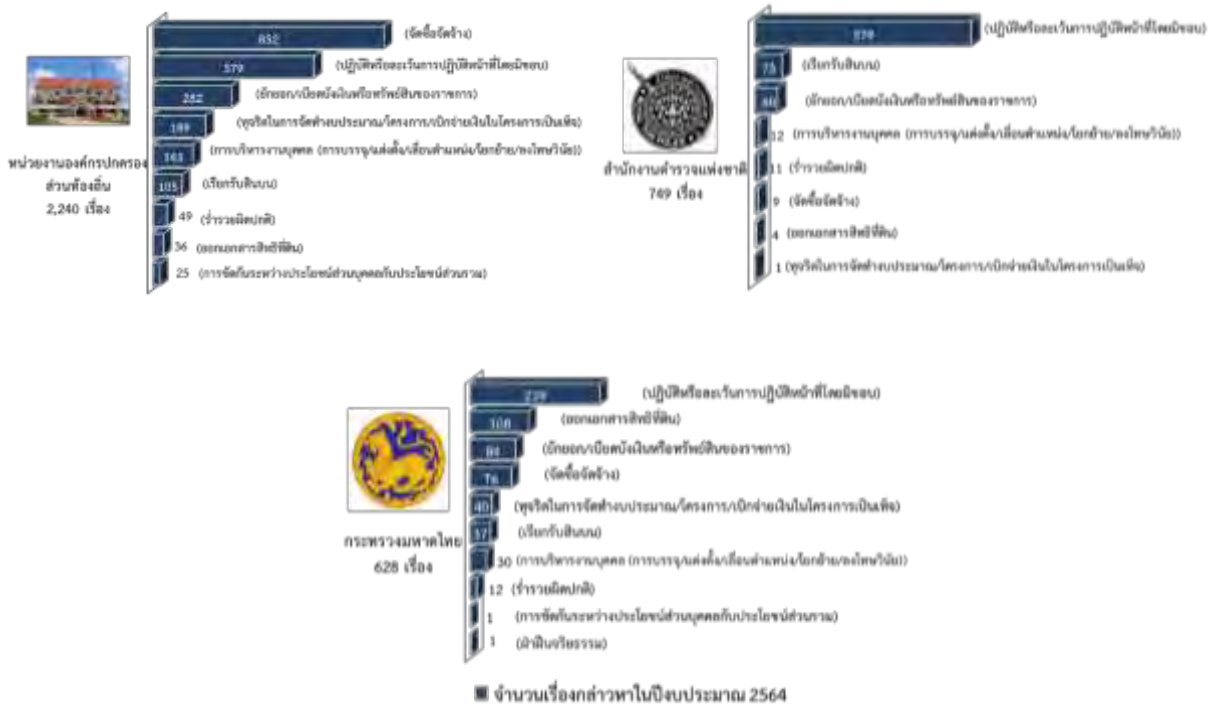 832 (จัดซื้อจัดจ้าง)
579 (ปฏิบัติหรือละเว้นการปฏิบัติหน้าที่โดยมิชอบ)
262 (ยักยอก/เบียดบังเงินหรือทรัพย์สินของราชการ)
189 (ทุจริตในการจัดทำงบประมาณ/โครงการ/เบิกจ่ายเงินในโครงการเป็นเท็จ)
163 (การบริหารงานบุคคล (การบรรจุ/แต่งตั้ง/เลื่อนตำแหน่ง/โยกย้าย/ลงโทษวินัย))
105 (เรียกรับสินบน)
49 (ร่ำรวยผิดปกติ)
36 (ออกเอกสารสิทธิที่ดิน)
25 (การขัดกันระหว่างประโยชน์ส่วนบุคคลกับประโยชน์ส่วนรวม)
หน่วยงานองค์กรปกครอง
ส่วนท้องถิ่น
2,240 เรื่อง
579 (ปฏิบัติหรือละเว้นการปฏิบัติหน้าที่โดยมิชอบ)
73 (เรียกรับสินบน)
60 (ยักยอก/เบียดบังเงินหรือทรัพย์สินของราชการ)
12 (การบริหารงานบุคคล (การบรรจุ/แต่งตั้ง/เลื่อนตำแหน่ง/โยกย้าย/ลงโทษวินัย))
11 (ร่ำรวยผิดปกติ)
9 (จัดซื้อจัดจ้าง)
4 (ออกเอกสารสิทธิที่ดิน)
1 (ทุจริตในการจัดทำงบประมาณ/โครงการ/เบิกจ่ายเงินในโครงการเป็นเท็จ)
สำนักงานตำรวจแห่งชาติ
749 เรื่อง
239 (ปฏิบัติหรือละเว้นการปฏิบัติหน้าที่โดยมิชอบ)
108 (ออกเอกสารสิทธิที่ดิน)
84 (ยักยอก/เบียดบังเงินหรือทรัพย์สินของราชการ)
76 (จัดซื้อจัดจ้าง)
40 (ทุจริตในการจัดทำงบประมาณ/โครงการ/เบิกจ่ายเงินในโครงการเป็นเท็จ)
37 (เรียกรับสินบน)
30 (การบริหารงานบุคคล (การบรรจุ/แต่งตั้ง/เลื่อนตำแหน่ง/โยกย้าย/ลงโทษวินัย))
12 (ร่ำรวยผิดปกติ)
1 (การขัดกันระหว่างประโยชน์ส่วนบุคคลกับประโยชน์ส่วนรวม)
1 (ฝ่าฝืนจริยธรรม)
กระทรวงมหาดไทย
628 เรื่อง
จำนวนเรื่องกล่าวหาในปีงบประมาณ 2564